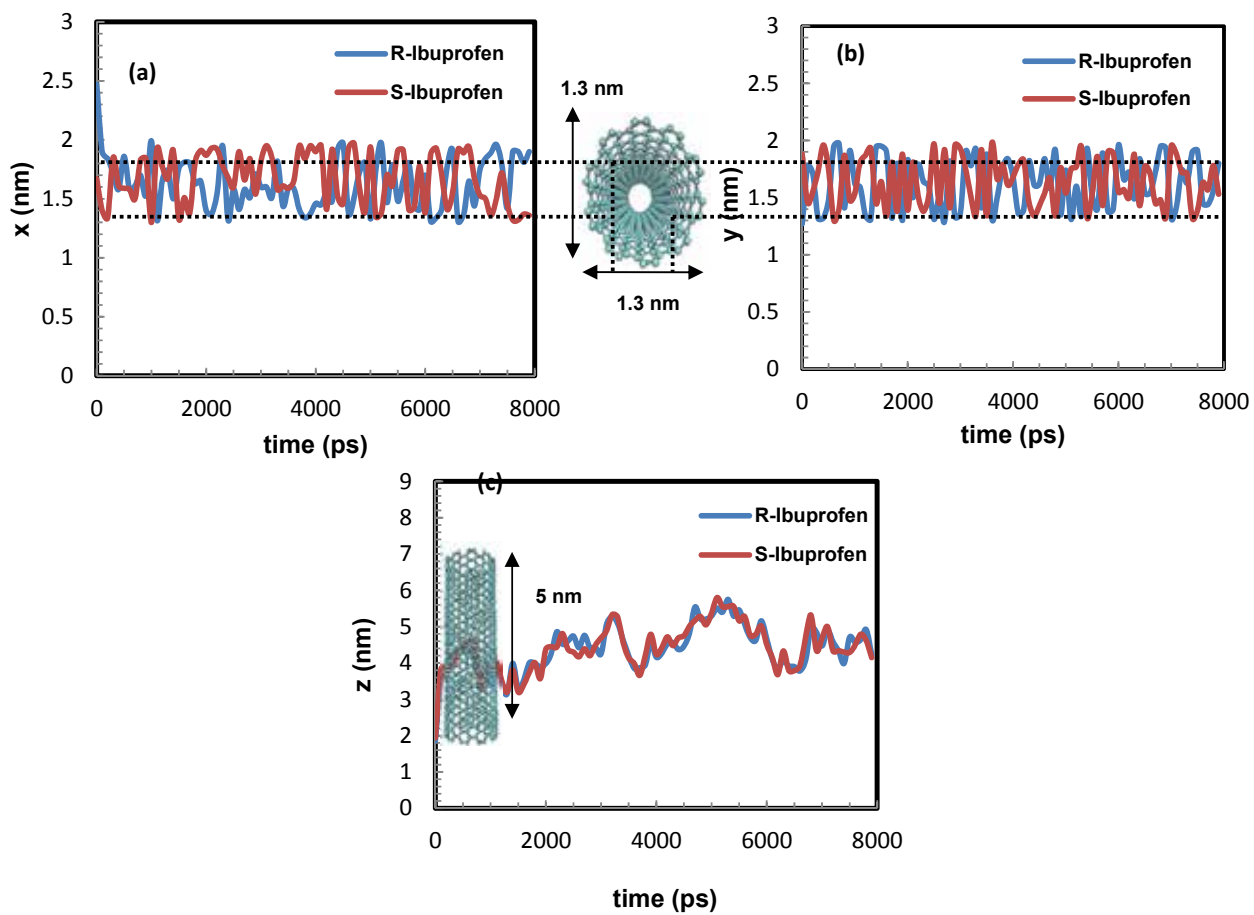 3
2.5
2
1.5
1
0.5
0
x (nm)
(a)
R-Ibuprofen
S-Ibuprofen
0 2000 4000 6000 8000
time (ps)
1.3 nm
1.3 nm
3
2.5
2
1.5
1
0.5
0
y (nm)
(b)
R-Ibuprofen
S-Ibuprofen
0 2000 4000 6000 8000
time (ps)
9
8
7
6
5
4
3
2
1
0
z (nm)
(c)
R-Ibuprofen
S-Ibuprofen
5 nm
0 2000 4000 6000 8000
time (ps)